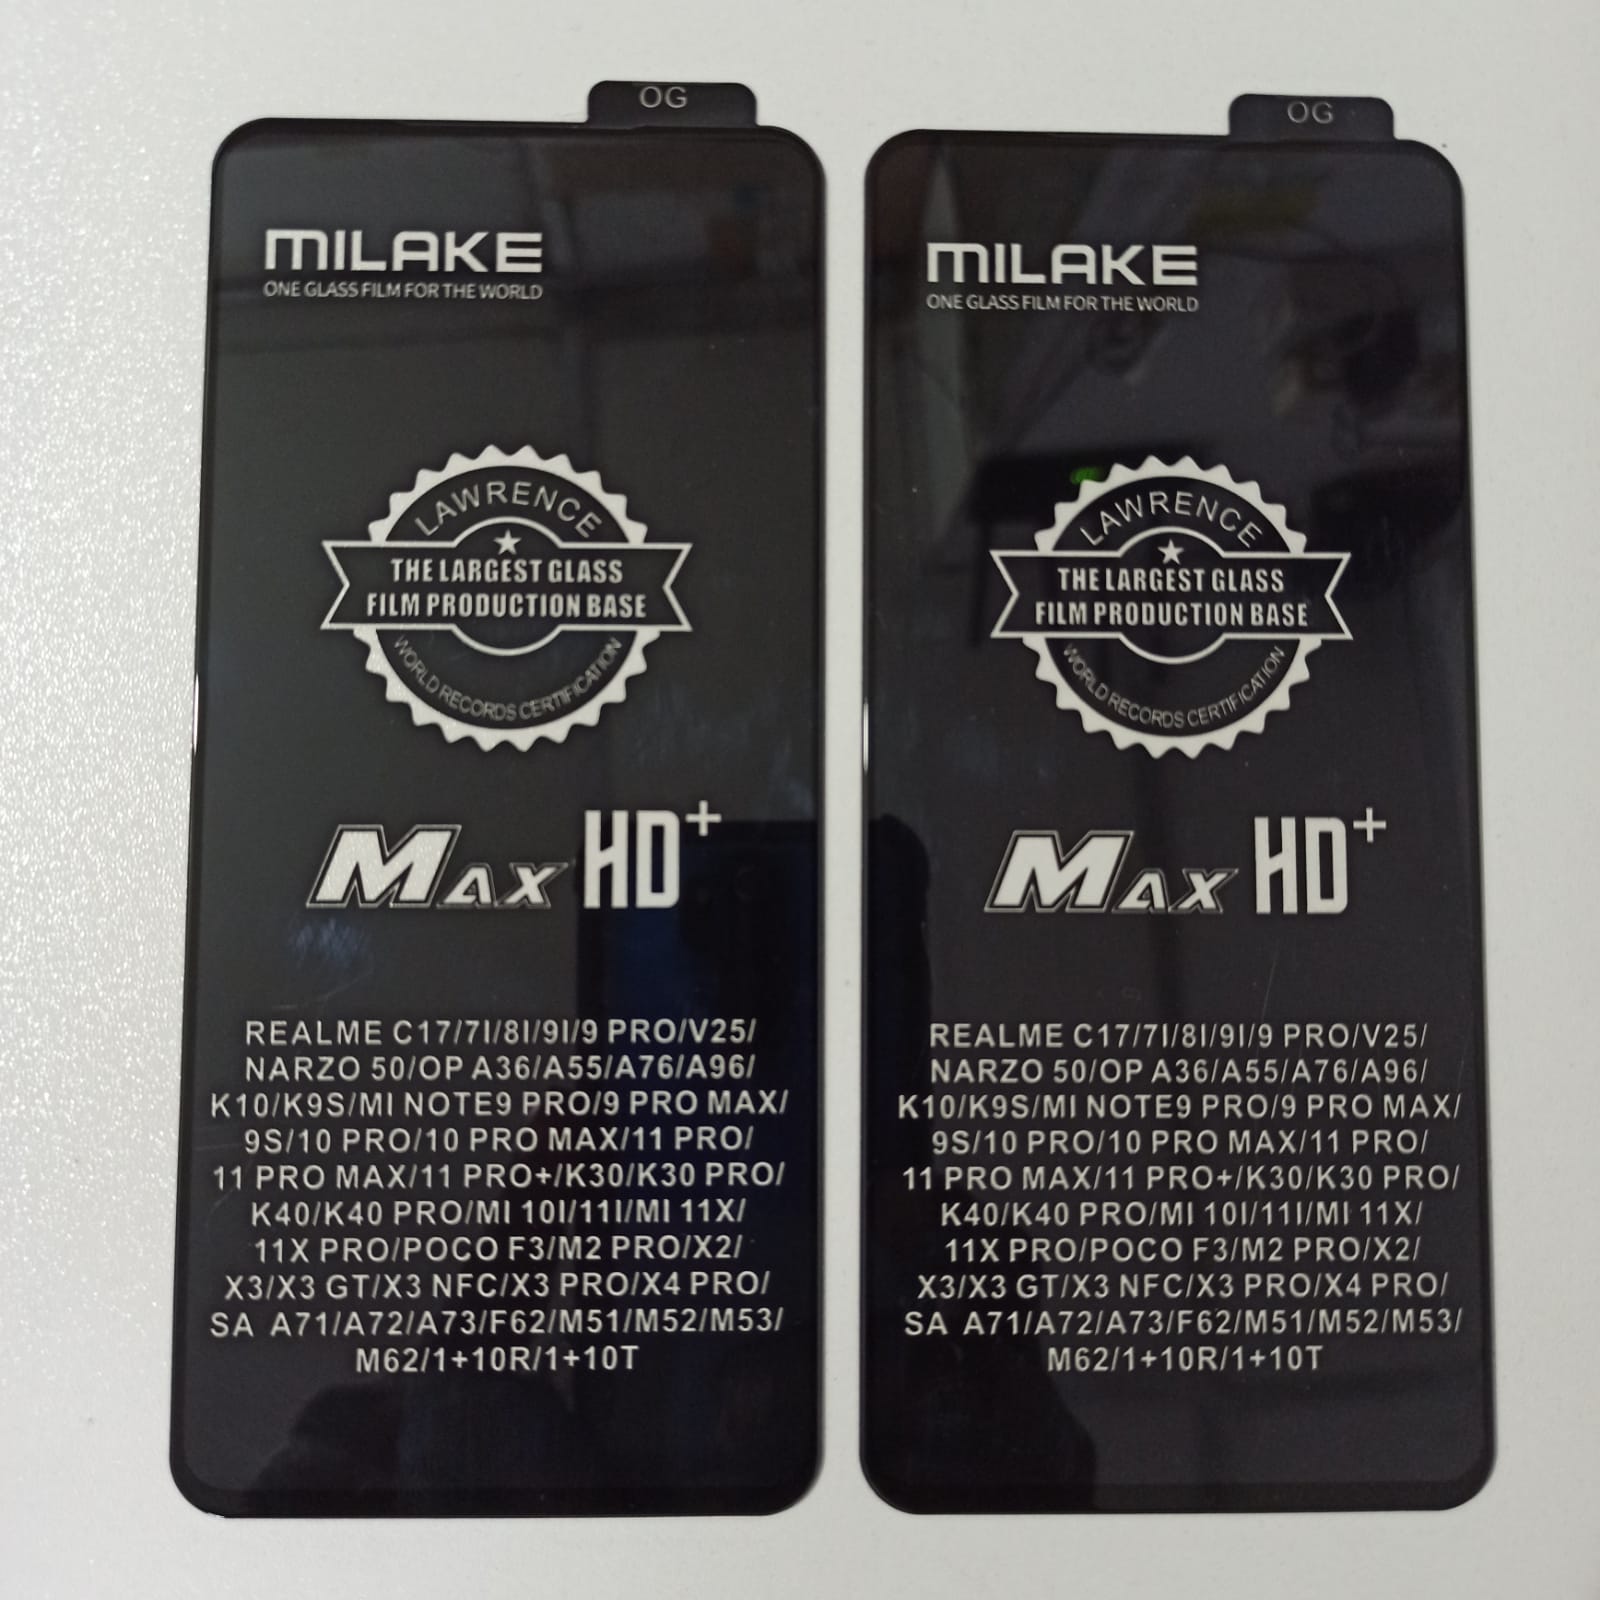 OG
MILAKE
ONE GLASS FILM FOR THE WORLD
LAWRENCE
THE LARGEST GLASS
FILM PRODUCTION BASE
WORLD RECORDS CERTIFICATION
MAX HD+
REALME C17/7I/8I/9I/9 PRO/V25/
NARZO 50/OP A36/A55/A76/A96/
K10/K9S/MI NOTE9 PRO/9 PRO MAX/
9S/10 PRO/10 PRO MAX/11 PRO/
11 PRO MAX/11 PRO+/K30/K30 PRO/
K40/K40 PRO/MI 10I/11I/MI 11X/
11X PRO/POCO F3/M2 PRO/X2/
X3/X3 GT/X3 NFC/X3 PRO/X4 PRO/
SA A71/A72/A73/F62/M51/M52/M53/
M62/1+10R/1+10T
OG
MILAKE
ONE GLASS FILM FOR THE WORLD
LAWRENCE
THE LARGEST GLASS
FILM PRODUCTION BASE
WORLD RECORDS CERTIFICATION
MAX HD+
REALME C17/7I/8I/9I/9 PRO/V25/
NARZO 50/OP A36/A55/A76/A96/
K10/K9S/MI NOTE9 PRO/9 PRO MAX/
9S/10 PRO/10 PRO MAX/11 PRO/
11 PRO MAX/11 PRO+/K30/K30 PRO/
K40/K40 PRO/MI 10I/11I/MI 11X/
11X PRO/POCO F3/M2 PRO/X2/
X3/X3 GT/X3 NFC/X3 PRO/X4 PRO/
SA A71/A72/A73/F62/M51/M52/M53/
M62/1+10R/1+10T